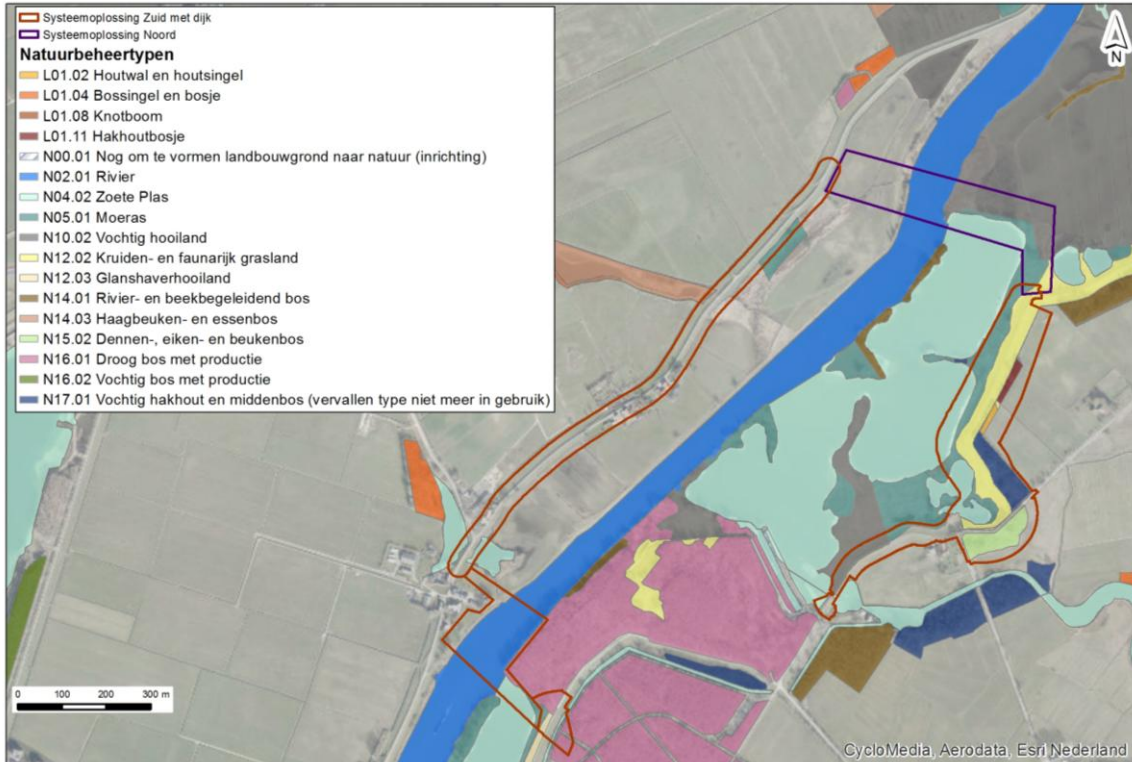 Systeemoplossing Zuid met dijk
Systeemoplossing Noord
Natuurbeheertypen
L01.02 Houtwal en houtsingel
L01.04 Bossingel en bosje
L01.08 Knotboom
L01.11 Hakhoutbosje
N00.01 Nog om te vormen landbouwgrond naar natuur (inrichting)
N02.01 Rivier
N04.02 Zoete Plas
N05.01 Moeras
N10.02 Vochtig hooiland
N12.02 Kruiden- en faunarijk grasland
N12.03 Glanshaverhooiland
N14.01 Rivier- en beekbegeleidend bos
N14.03 Haagbeuken- en essenbos
N15.02 Dennen-, eiken- en beukenbos
N16.01 Droog bos met productie
N16.02 Vochtig bos met productie
N17.01 Vochtig hakhout en middenbos (vervallen type niet meer in gebruik)
N
0 100 200 300 m
CycloMedia, Aerodata, Esri Nederland